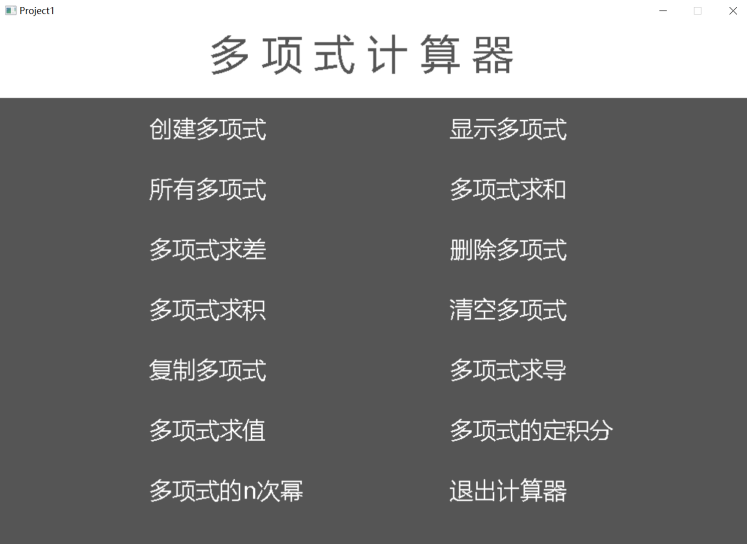 Project1
多项式计算器
创建多项式 显示多项式
所有多项式 多项式求和
多项式求差 删除多项式
多项式求积 清空多项式
复制多项式 多项式求导
多项式求值 多项式的定积分
多项式的n次幂 退出计算器